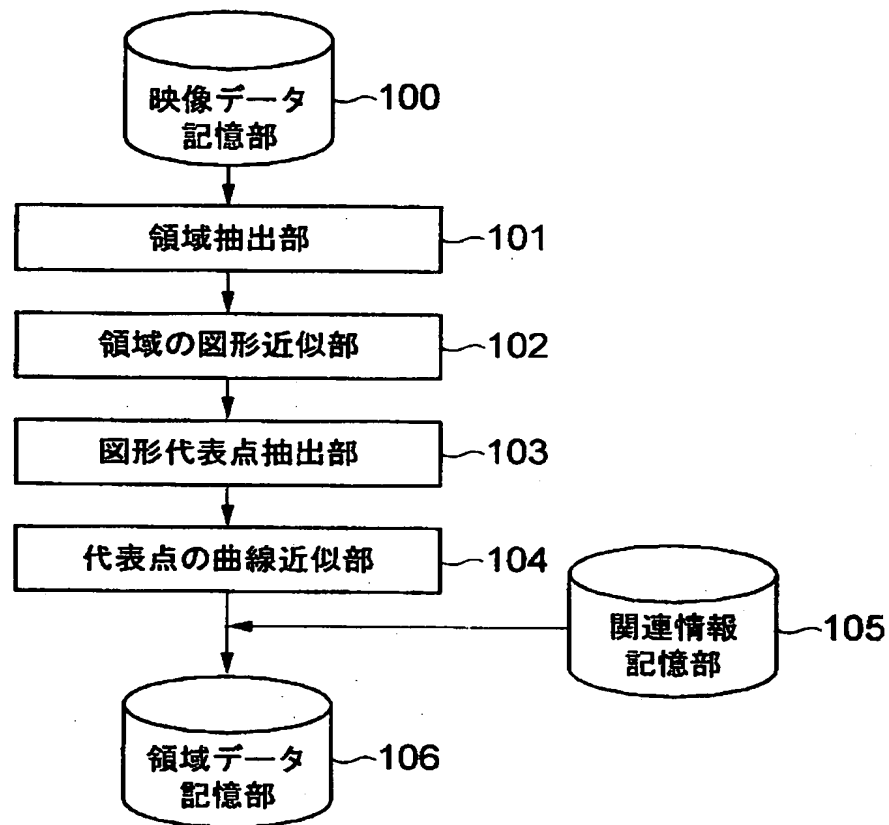 映像データ
記憶部
100
領域抽出部
101
領域の図形近似部
102
図形代表点抽出部
103
代表点の曲線近似部
104
関連情報
記憶部
105
領域データ
記憶部
106